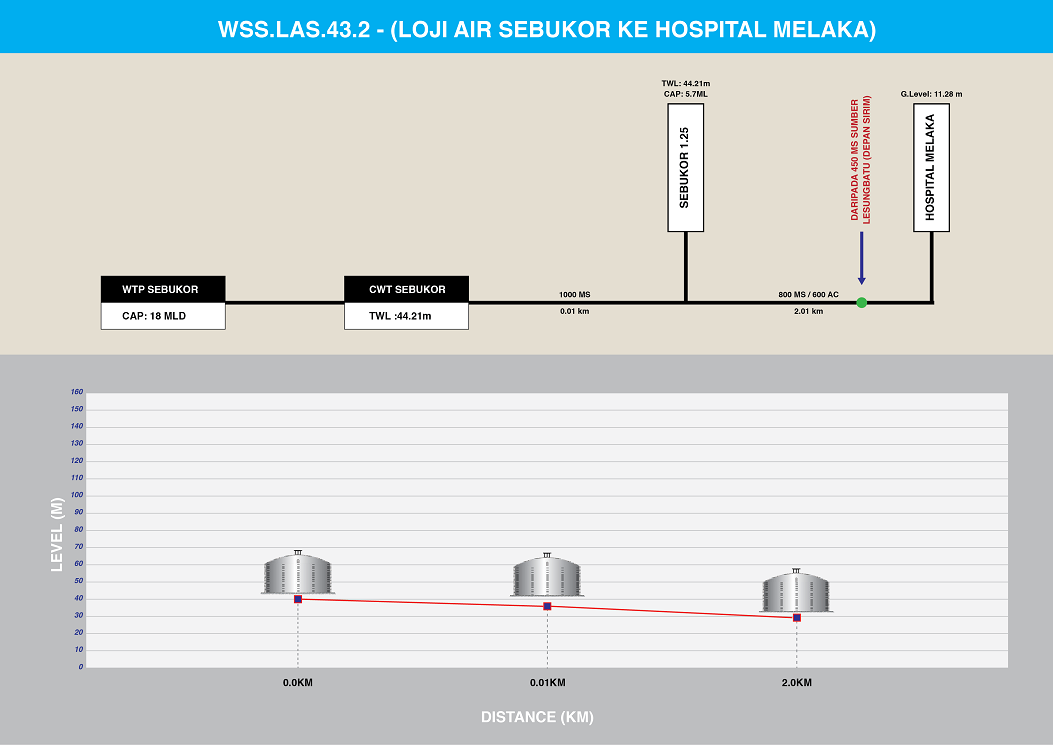 WSS.LAS.43.2 - (LOJI AIR SEBUKOR KE HOSPITAL MELAKA)
TWL: 44.21m
CAP: 5.7ML
SEBUKOR 1.25
DARIPADA 450 MS SUMBER
LESUNGBATU (DEPAN SIRIM)
G.Level: 11.28 m
HOSPITAL MELAKA
WTP SEBUKOR
CAP: 18 MLD
CWT SEBUKOR
TWL :44.21m
1000 MS
0.01 km
800 MS / 600 AC
2.01 km
LEVEL (M)
160
150
140
130
120
110
100
90
80
70
60
50
40
30
20
10
0
0.0KM
0.01KM
2.0KM
DISTANCE (KM)